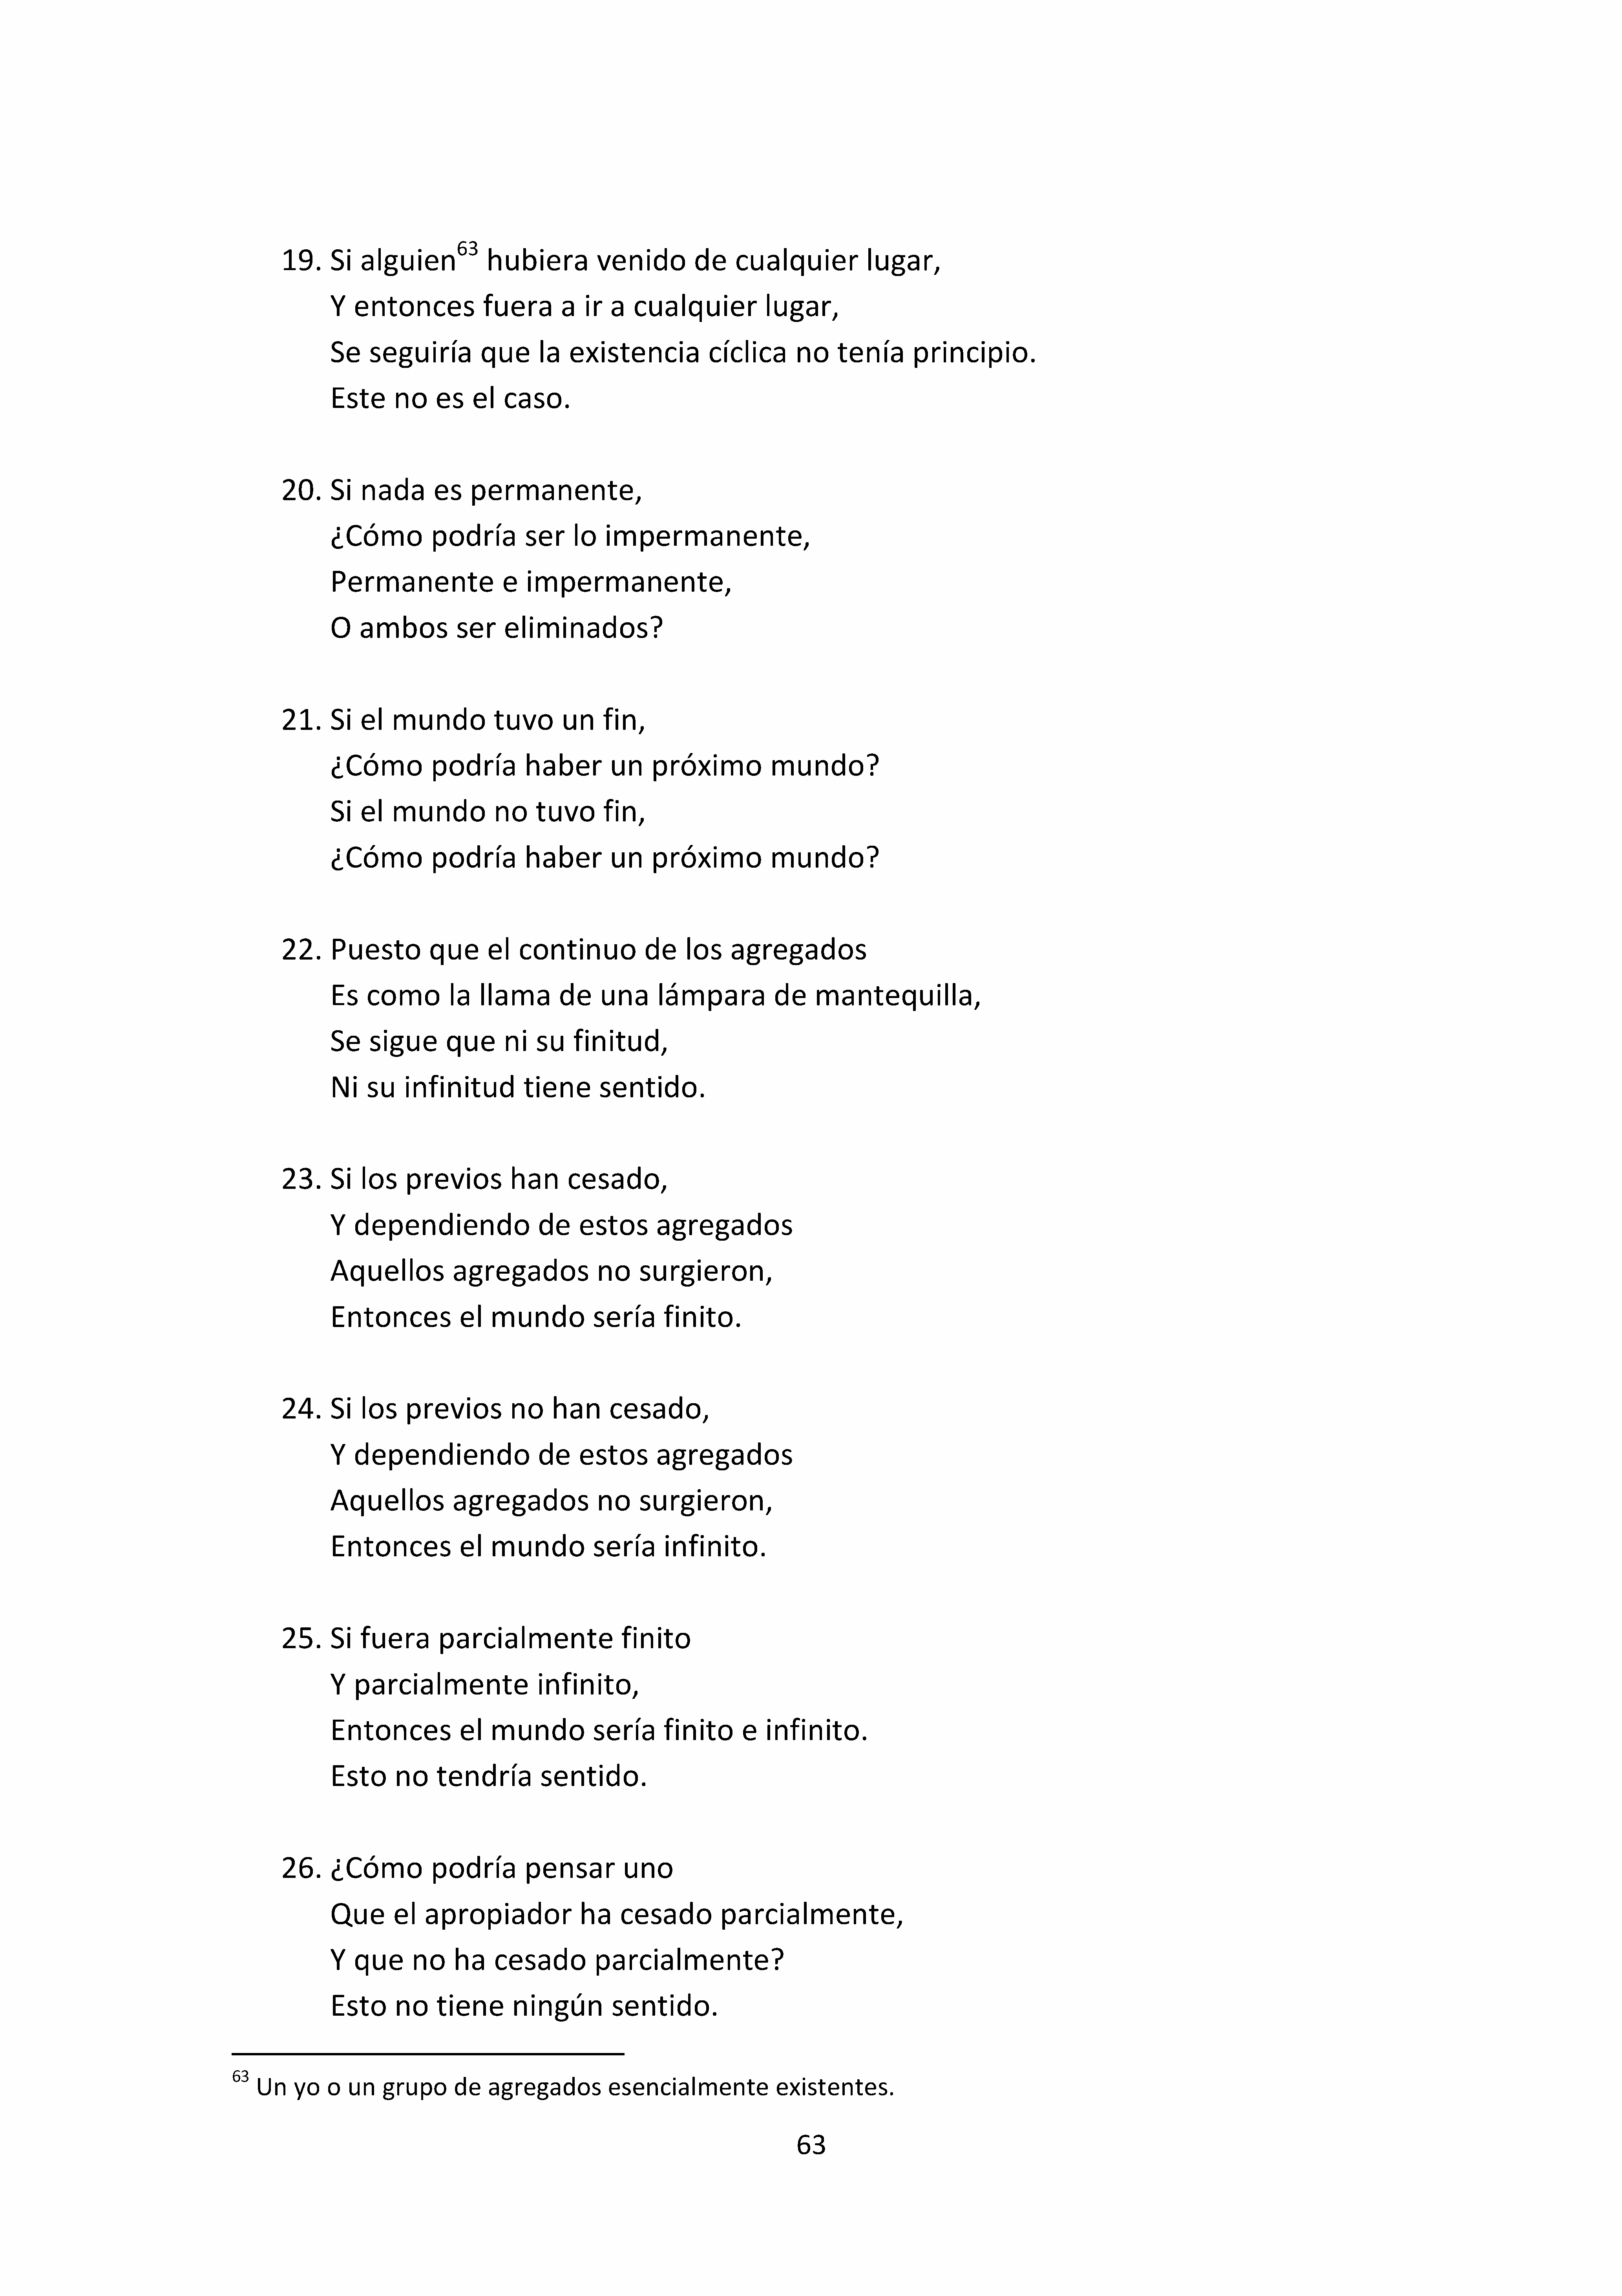 19. Si alguien63 hubiera venido de cualquier lugar,
Y entonces fuera a ir a cualquier lugar,
Se seguiría que la existencia cíclica no tenía principio.
Este no es el caso.
20. Si nada es permanente,
¿Cómo podría ser lo impermanente,
Permanente e impermanente,
O ambos ser eliminados?
21. Si el mundo tuvo un fin,
¿Cómo podría haber un próximo mundo?
Si el mundo no tuvo fin,
¿Cómo podría haber un próximo mundo?
22. Puesto que el continuo de los agregados
Es como la llama de una lámpara de mantequilla,
Se sigue que ni su finitud,
Ni su infinitud tiene sentido.
23. Si los previos han cesado,
Y dependiendo de estos agregados
Aquellos agregados no surgieron,
Entonces el mundo sería finito.
24. Si los previos no han cesado,
Y dependiendo de estos agregados
Aquellos agregados no surgieron,
Entonces el mundo sería infinito.
25. Si fuera parcialmente finito
Y parcialmente infinito,
Entonces el mundo sería finito e infinito.
Esto no tendría sentido.
26. ¿Cómo podría pensar uno
Que el apropiador ha cesado parcialmente,
Y que no ha cesado parcialmente?
Esto no tiene ningún sentido.
63 Un yo o un grupo de agregados esencialmente existentes.
63